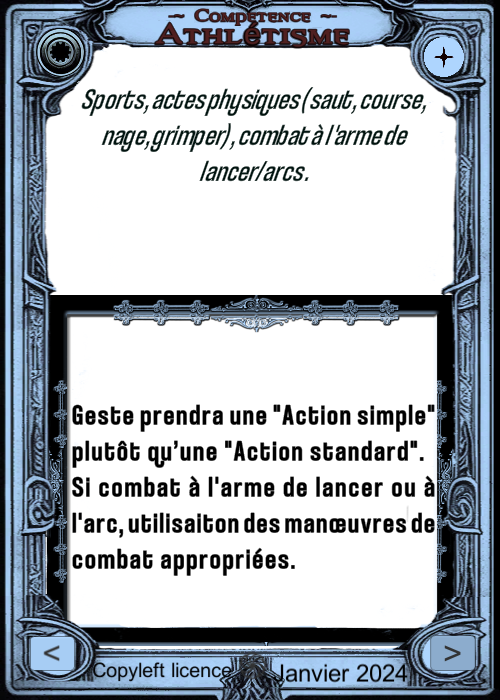 ~ Compétence ~
Athlétisme
Sports, actes physiques ( saut, course,
nage, grimper) , combat à l'arme de
lancer/arcs .
Geste prendra une "Action simple"
plutôt qu'une "Action standard".
Si combat à l'arme de lancer ou à
l'arc, utilisaiton des manœuvres de
combat appropriées.
< Copyleft licence Janvier 2024 >